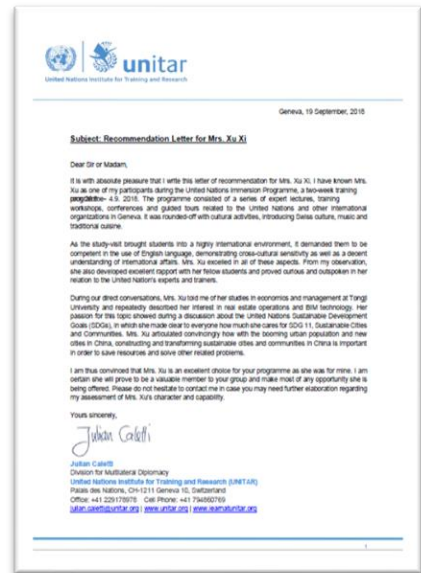 unitar
United Nations Institute for Training and Research
Geneva, 19 September, 2018
Subject: Recommendation Letter for Mrs. Xu Xi
Dear Sir or Madam,
It is with absolute pleasure that I write this letter of recommendation for Mrs. Xu Xi. I have known Mrs.
Xu as one of my participants during the United Nations Immersion Programme, a two-week training
– 4.9. 2018. The programme consisted of a series of expert lectures, training
workshops, conferences and guided tours related to the United Nations and other international
organizations in Geneva. It was rounded-off with cultural activities, introducing Swiss culture, music and
traditional cuisine.
As the study-visit brought students into a highly international environment, it demanded them to be
competent in the use of English language, demonstrating cross-cultural sensitivity as well as a decent
understanding of international affairs. Mrs. Xu excelled in all of these aspects. From my observation,
she also developed excellent rapport with her fellow students and proved curious and outspoken in her
relation to the United Nation's experts and trainers.
During our direct conversations, Mrs. Xu told me of her studies in economics and management at Tongji
University and repeatedly described her interest in real estate operations and BIM technology. Her
passion for this topic showed during a discussion about the United Nations Sustainable Development
Goals (SDGs), in which she made clear to everyone how much she cares for SDG 11, Sustainable Cities
and Communities. Mrs. Xu articulated convincingly how with the booming urban population and new
cities in China, constructing and transforming sustainable cities and communities in China is important
in order to save resources and solve other related problems.
I am thus convinced that Mrs. Xu is an excellent choice for your programme as she was for mine. I am
certain she will prove to be a valuable member to your group and make most of any opportunity she is
being offered. Please do not hesitate to contact me in case you may need further elaboration regarding
my assessment of Mrs. Xu's character and capability.
Yours sincerely,
Julian Caletti
Julian Caletti
Division for Multilateral Diplomacy
United Nations Institute for Training and Research (UNITAR)
Palais des Nations, CH-1211 Geneva 10, Switzerland
Office: +41 229178978 Cell Phone: +41 794860769
julian.caletti@unitar.org | www.unitar.org | www.learnatunitar.org